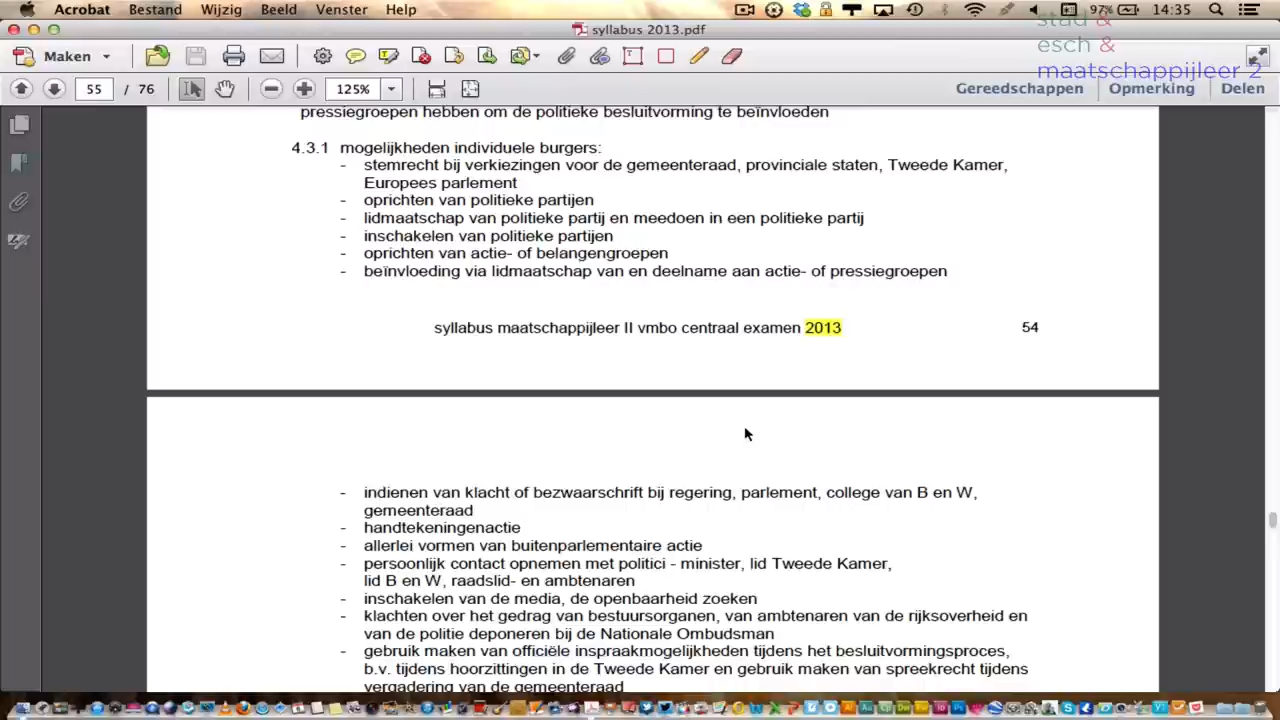 Acrobat Bestand Wijzig Beeld Venster Help 97% 14:35
syllabus 2013.pdf
stad &
esch &
maatschappijleer 2
Maken
55 / 76 125% Gereedschappen Opmerking Delen
pressiegroepen hebben om de politieke besluitvorming te beïnvloeden
4.3.1 mogelijkheden individuele burgers:
- stemrecht bij verkiezingen voor de gemeenteraad, provinciale staten, Tweede Kamer,
Europees parlement
- oprichten van politieke partijen
- lidmaatschap van politieke partij en meedoen in een politieke partij
- inschakelen van politieke partijen
- oprichten van actie- of belangengroepen
- beïnvloeding via lidmaatschap van en deelname aan actie- of pressiegroepen
syllabus maatschappijleer II vmbo centraal examen 2013 54
- indienen van klacht of bezwaarschrift bij regering, parlement, college van B en W,
gemeenteraad
- handtekeningenactie
- allerlei vormen van buitenparlementaire actie
- persoonlijk contact opnemen met politici - minister, lid Tweede Kamer,
lid B en W, raadslid- en ambtenaren
- inschakelen van de media, de openbaarheid zoeken
- klachten over het gedrag van bestuursorganen, van ambtenaren van de rijksoverheid en
van de politie deponeren bij de Nationale Ombudsman
- gebruik maken van officiële inspraakmogelijkheden tijdens het besluitvormingsproces,
b.v. tijdens hoorzittingen in de Tweede Kamer en gebruik maken van spreekrecht tijdens
vergadering van de gemeenteraad